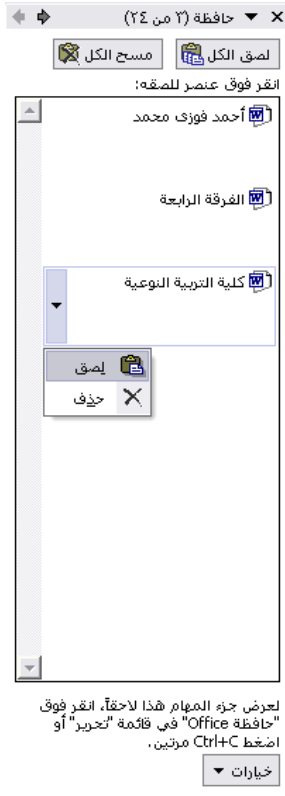 حافظة (٣ من ٢٤)
لصق الكل
مسح الكل
انقر فوق عنصر للصقه:
أحمد فوزى محمد
الفرقة الرابعة
كلية التربية النوعية
لصق
حذف
لعرض جزء المهام هذا لاحقاً، انقر فوق
"حافظة Office" في قائمة "تحرير" أو
اضغط Ctrl+C مرتين.
خيارات